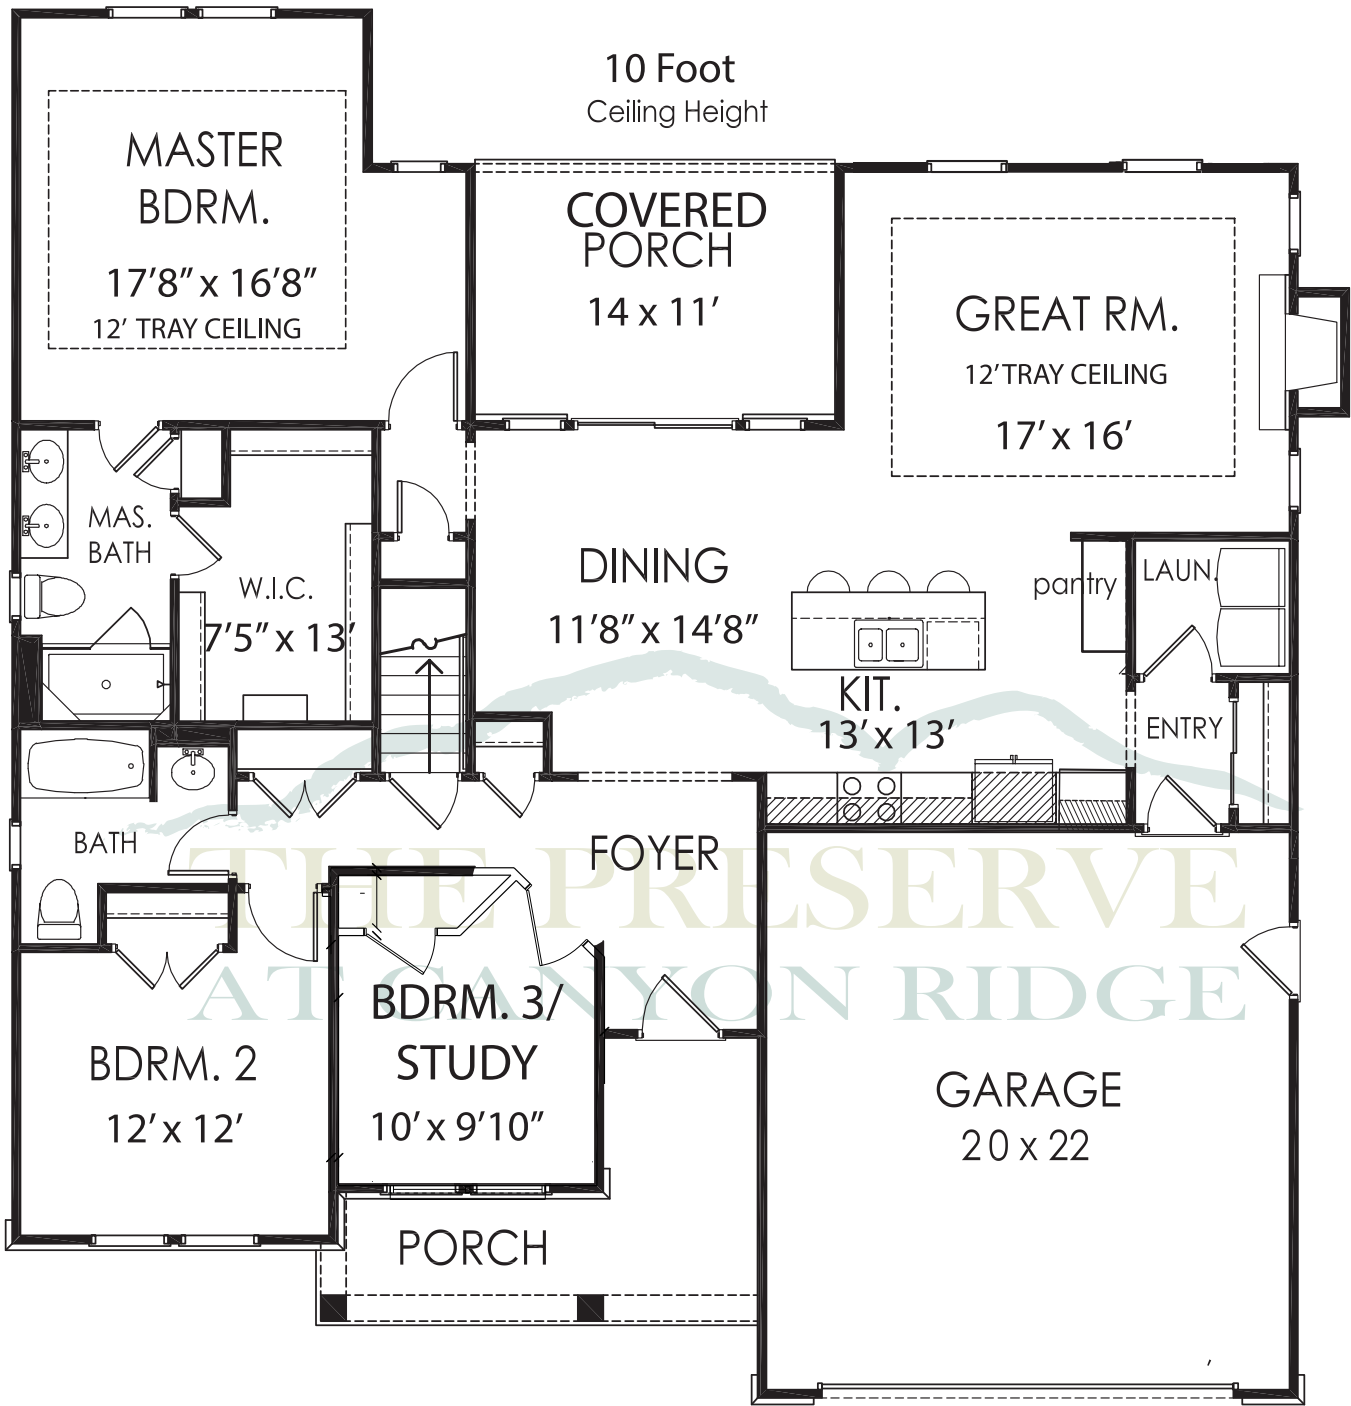 10 Foot
Ceiling Height
MASTER
BDRM.
17'8" x 16'8"
12' TRAY CEILING
COVERED
PORCH
14 x 11'
GREAT RM.
12' TRAY CEILING
17' x 16'
MAS.
BATH
W.I.C.
7'5" x 13'
DINING
11'8" x 14'8"
pantry
LAUN.
KIT.
13' x 13'
ENTRY
BATH
FOYER
THE PRESERVE
AT CANYON RIDGE
BDRM. 2
12' x 12'
BDRM. 3/
STUDY
10' x 9'10"
GARAGE
20 x 22
PORCH